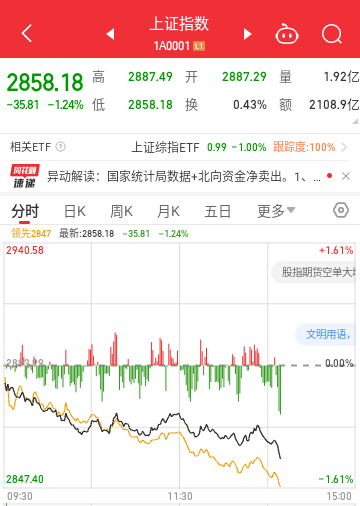 上证指数
1A0001 L1
2858.18 高 2887.49 开 2887.29 量 1.92亿
-35.81 -1.24% 低 2858.18 换 0.43% 额 2108.9亿
相关ETF ? 上证综指ETF 0.99 -1.00% 跟踪度:100%
同花顺 速递 异动解读：国家统计局数据+北向资金净卖出。1、...
分时 日K 周K 月K 五日 更多
领先2847 最新:2858.18 -35.81 -1.24%
2940.58 +1.61%
股指期货空单大增
文明用语，
2893.99 0.00%
2847.40 -1.61%
09:30 11:30 15:00